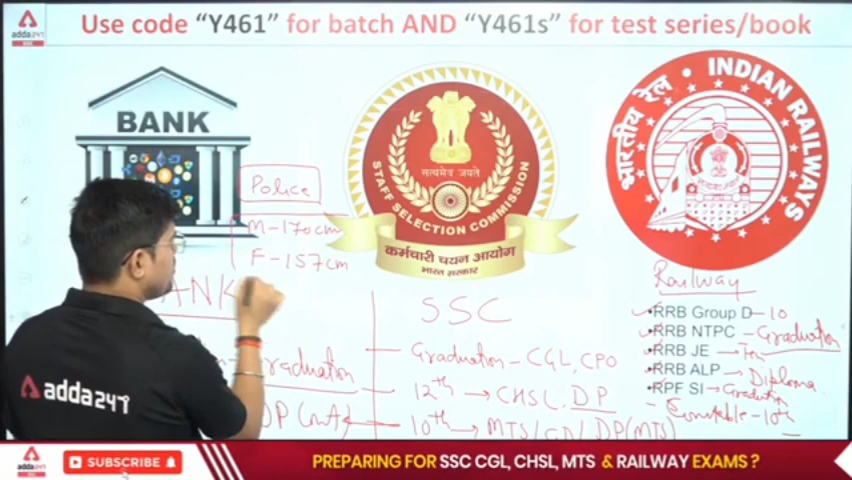 Use code “Y461” for batch AND “Y461s” for test series/book
adda247
BANK
Police
M-170cm
F-157cm
सत्यमेव जयते
STAFF SELECTION COMMISSION
कर्मचारी चयन आयोग
भारत सरकार
भारतीय रेल • INDIAN RAILWAYS
ANK
Graduation
DP
SSC
Graduation - CGL, CPO
12th → CHSL. DP
10th → MTS/GD/DP(MTS)
Railway
•RRB Group D - 10
•RRB NTPC - Graduation
•RRB JE →
•RRB ALP → Diploma
•RPF SI → Graduation
- Constable - 10th
adda247
adda247
SUBSCRIBE
PREPARING FOR SSC CGL, CHSL, MTS & RAILWAY EXAMS ?